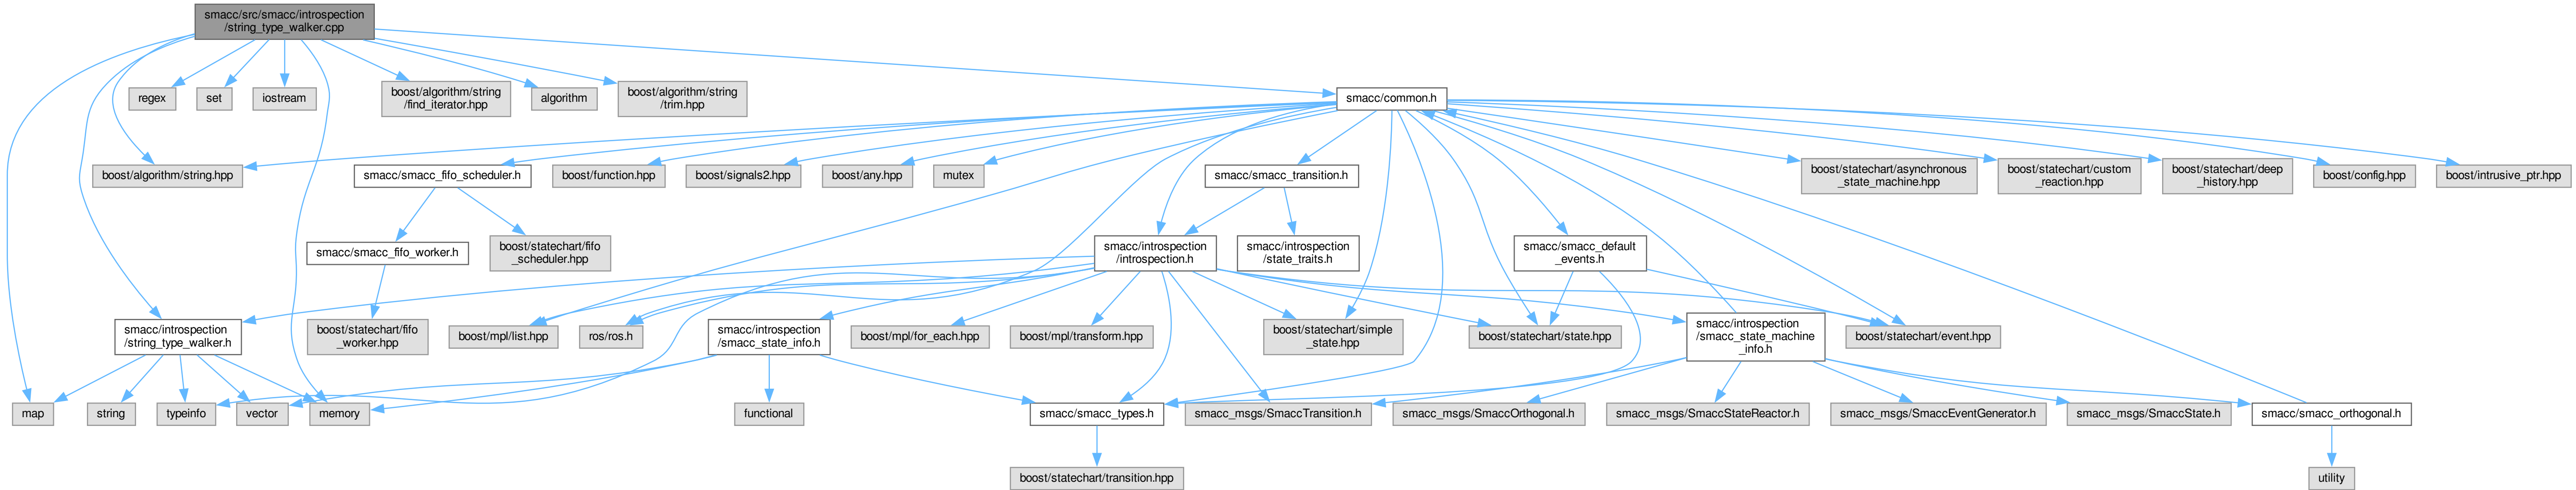 smacc/src/smacc/introspection
/string_type_walker.cpp
regex
set
iostream
boost/algorithm/string
/find_iterator.hpp
algorithm
boost/algorithm/string
/trim.hpp
smacc/common.h
boost/algorithm/string.hpp
smacc/smacc_fifo_scheduler.h
boost/function.hpp
boost/signals2.hpp
boost/any.hpp
mutex
smacc/smacc_transition.h
boost/statechart/asynchronous
_state_machine.hpp
boost/statechart/custom
_reaction.hpp
boost/statechart/deep
_history.hpp
boost/config.hpp
boost/intrusive_ptr.hpp
smacc/smacc_fifo_worker.h
boost/statechart/fifo
_scheduler.hpp
smacc/introspection
/introspection.h
smacc/introspection
/state_traits.h
smacc/smacc_default
_events.h
smacc/introspection
/string_type_walker.h
boost/statechart/fifo
_worker.hpp
boost/mpl/list.hpp
ros/ros.h
smacc/introspection
/smacc_state_info.h
boost/mpl/for_each.hpp
boost/mpl/transform.hpp
boost/statechart/simple
_state.hpp
boost/statechart/state.hpp
smacc/introspection
/smacc_state_machine
_info.h
boost/statechart/event.hpp
map
string
typeinfo
vector
memory
functional
smacc/smacc_types.h
smacc_msgs/SmaccTransition.h
smacc_msgs/SmaccOrthogonal.h
smacc_msgs/SmaccStateReactor.h
smacc_msgs/SmaccEventGenerator.h
smacc_msgs/SmaccState.h
smacc/smacc_orthogonal.h
boost/statechart/transition.hpp
utility